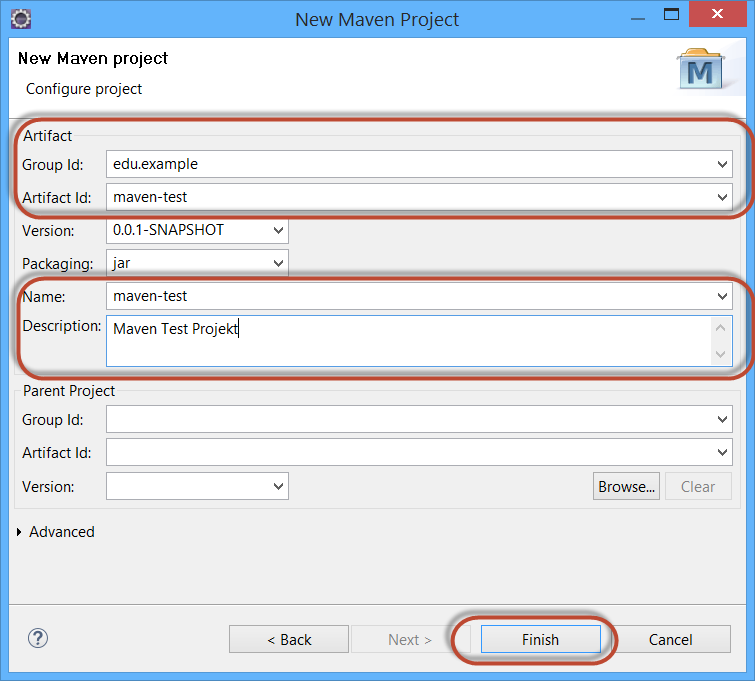 New Maven Project
New Maven project
Configure project
M
Artifact
Group Id: edu.example
Artifact Id: maven-test
Version: 0.0.1-SNAPSHOT
Packaging: jar
Name: maven-test
Description: Maven Test Projekt
Parent Project
Group Id:
Artifact Id:
Version: Browse... Clear
Advanced
? < Back Next > Finish Cancel